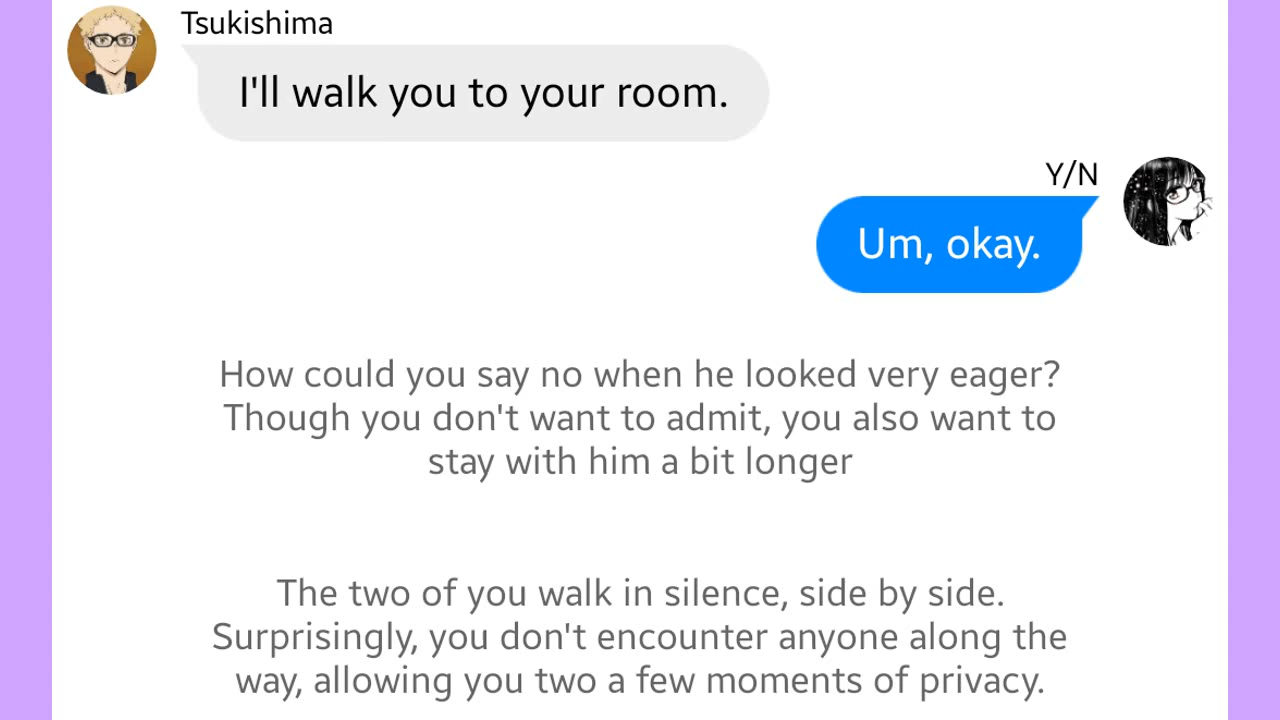 Tsukishima
I'll walk you to your room.
Y/N
Um, okay.
How could you say no when he looked very eager?
Though you don't want to admit, you also want to
stay with him a bit longer
The two of you walk in silence, side by side.
Surprisingly, you don't encounter anyone along the
way, allowing you two a few moments of privacy.